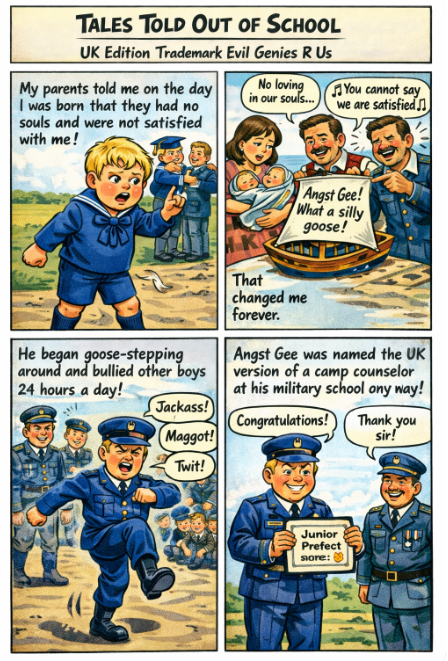 TALES TOLD OUT OF SCHOOL
UK Edition Trademark Evil Genies R Us
My parents told me on the day
I was born that they had no
souls and were not satisfied
with me!
No loving
in our souls...
♫You cannot say
we are satisfied♫
Angst Gee!
What a silly
goose!
That
changed me
forever.
He began goose-stepping
around and bullied other boys
24 hours a day!
Jackass!
Maggot!
Twit!
Angst Gee was named the UK
version of a camp counselor
at his military school ony way!
Congratulations!
Thank you
sir!
Junior
Prefect